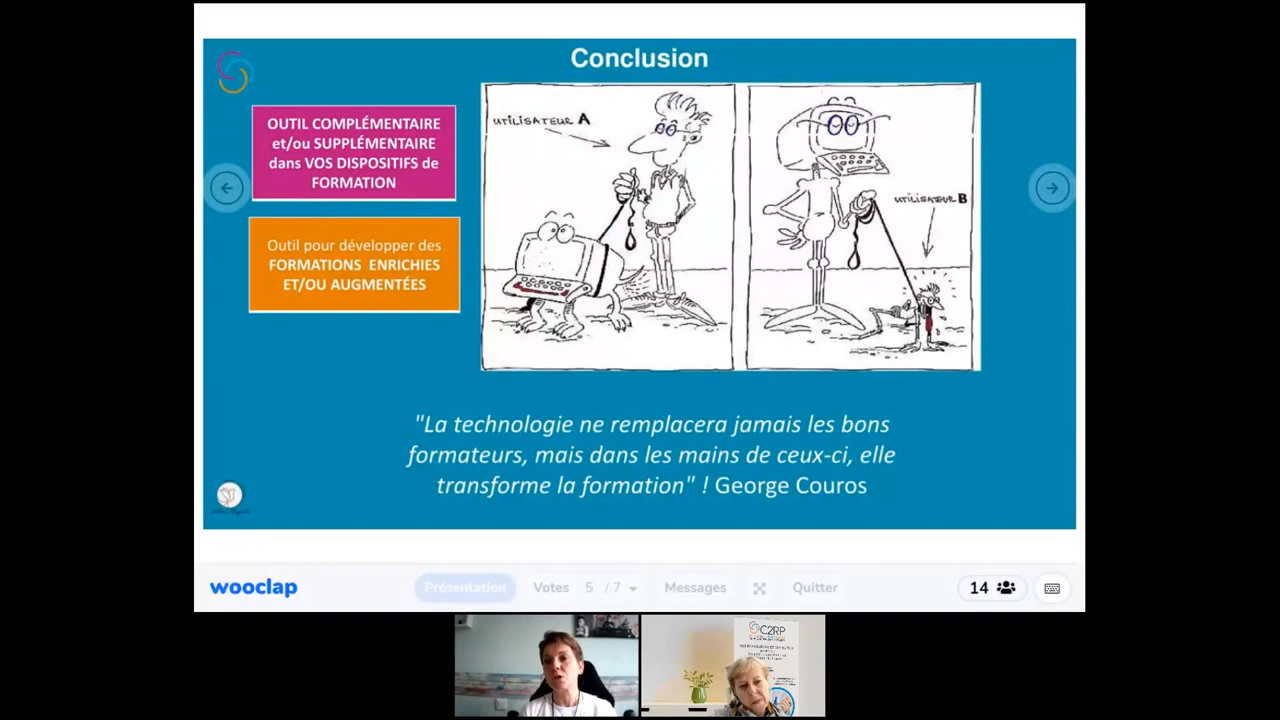 Conclusion
OUTIL COMPLÉMENTAIRE
et/ou SUPPLÉMENTAIRE
dans VOS DISPOSITIFS de
FORMATION
Outil pour développer des
FORMATIONS ENRICHIES
ET/OU AUGMENTÉES
UTILISATEUR A
UTILISATEUR B
"La technologie ne remplacera jamais les bons
formateurs, mais dans les mains de ceux-ci, elle
transforme la formation" ! George Couros
wooclap
Présentation
Votes 5 / 7
Messages
Quitter
14
C2RP